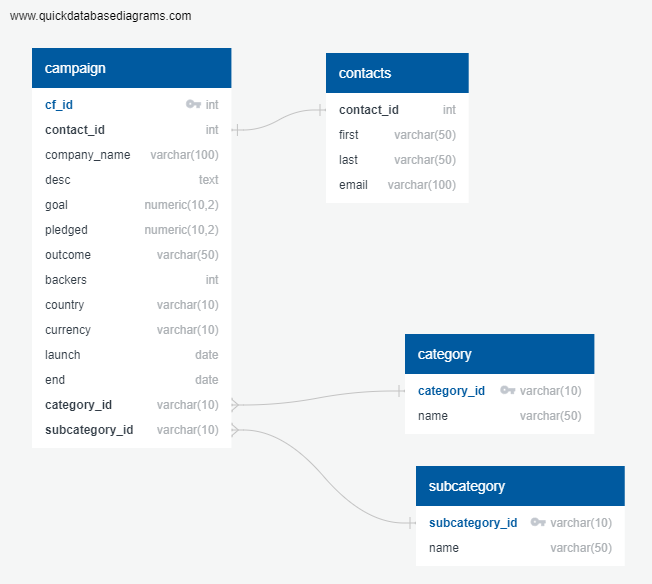 www.quickdatabasediagrams.com
campaign
cf_id int
contact_id int
company_name varchar(100)
desc text
goal numeric(10,2)
pledged numeric(10,2)
outcome varchar(50)
backers int
country varchar(10)
currency varchar(10)
launch date
end date
category_id varchar(10)
subcategory_id varchar(10)
contacts
contact_id int
first varchar(50)
last varchar(50)
email varchar(100)
category
category_id varchar(10)
name varchar(50)
subcategory
subcategory_id varchar(10)
name varchar(50)